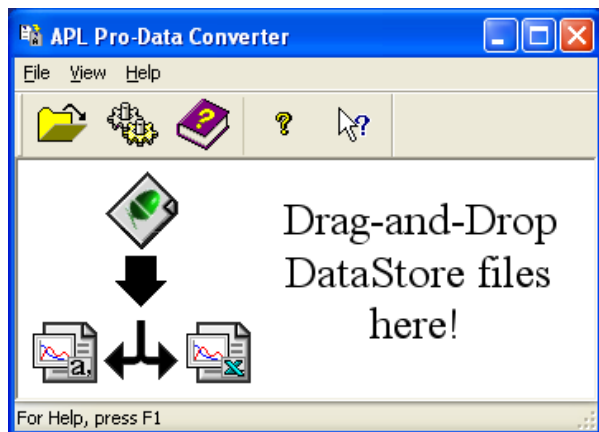 APL Pro-Data Converter
File View Help
Drag-and-Drop
DataStore files
here!
a,
X
For Help, press F1